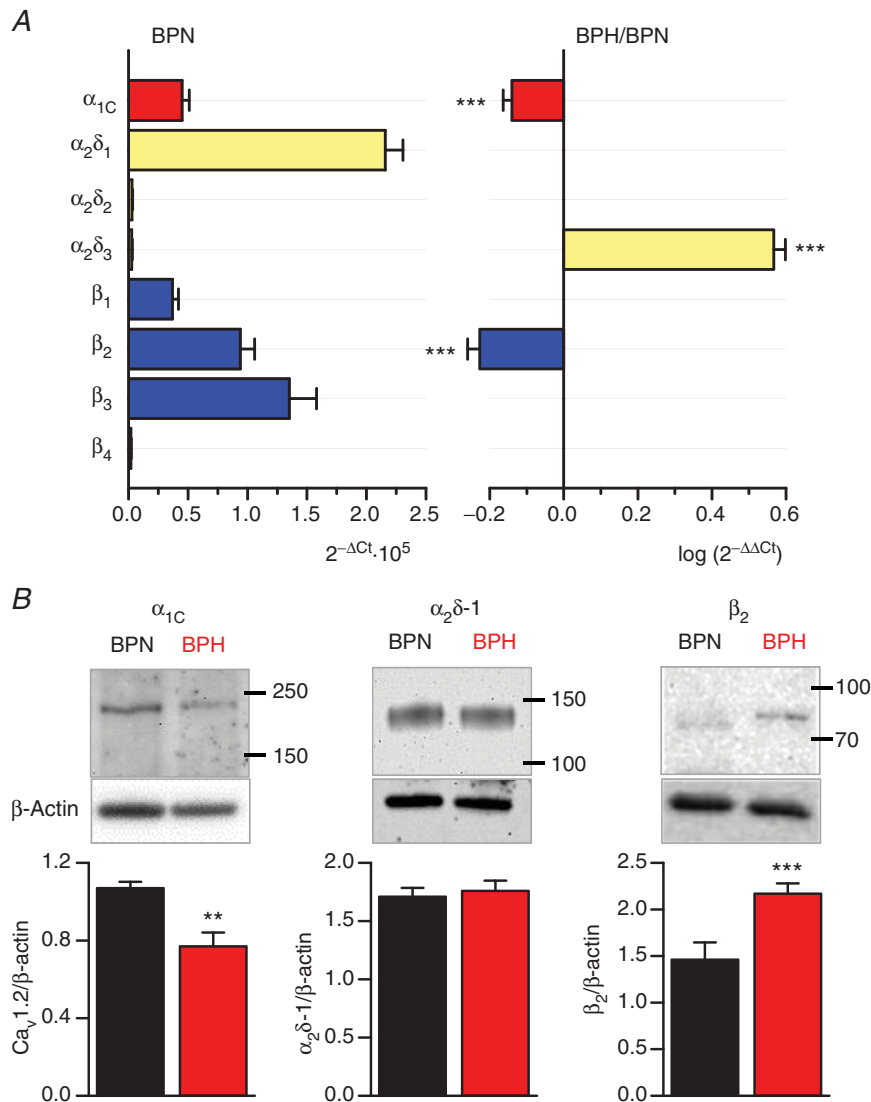 A
BPN BPH/BPN
α1C ***
α2δ1
α2δ2
α2δ3 ***
β1
β2 ***
β3
β4
0.0 0.5 1.0 1.5 2.0 2.5 −0.2 0.0 0.2 0.4 0.6
2^−ΔCt·10^5 log (2^−ΔΔCt)
B
α1C α2δ-1 β2
BPN BPH BPN BPH BPN BPH
250 150 100
150 100 70
β-Actin
1.2 2.0 2.5
** ***
0.8 1.5 2.0
1.5
0.4 1.0 1.0
0.5 0.5
0.0 0.0 0.0
Cav1.2/β-actin α2δ-1/β-actin β2/β-actin